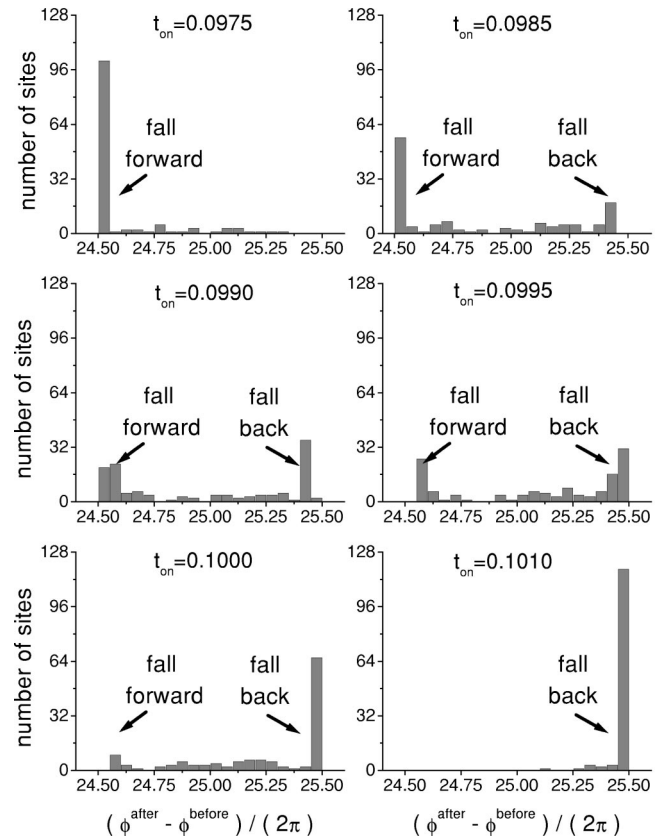 t_on=0.0975
128
96
64
32
0
number of sites
fall
forward
24.50 24.75 25.00 25.25 25.50
t_on=0.0985
128
96
64
32
0
fall
forward
fall
back
24.50 24.75 25.00 25.25 25.50
t_on=0.0990
128
96
64
32
0
number of sites
fall
forward
fall
back
24.50 24.75 25.00 25.25 25.50
t_on=0.0995
128
96
64
32
0
fall
forward
fall
back
24.50 24.75 25.00 25.25 25.50
t_on=0.1000
128
96
64
32
0
number of sites
fall
forward
fall
back
24.50 24.75 25.00 25.25 25.50
(ϕ^after - ϕ^before) / (2π)
t_on=0.1010
128
96
64
32
0
fall
back
24.50 24.75 25.00 25.25 25.50
(ϕ^after - ϕ^before) / (2π)